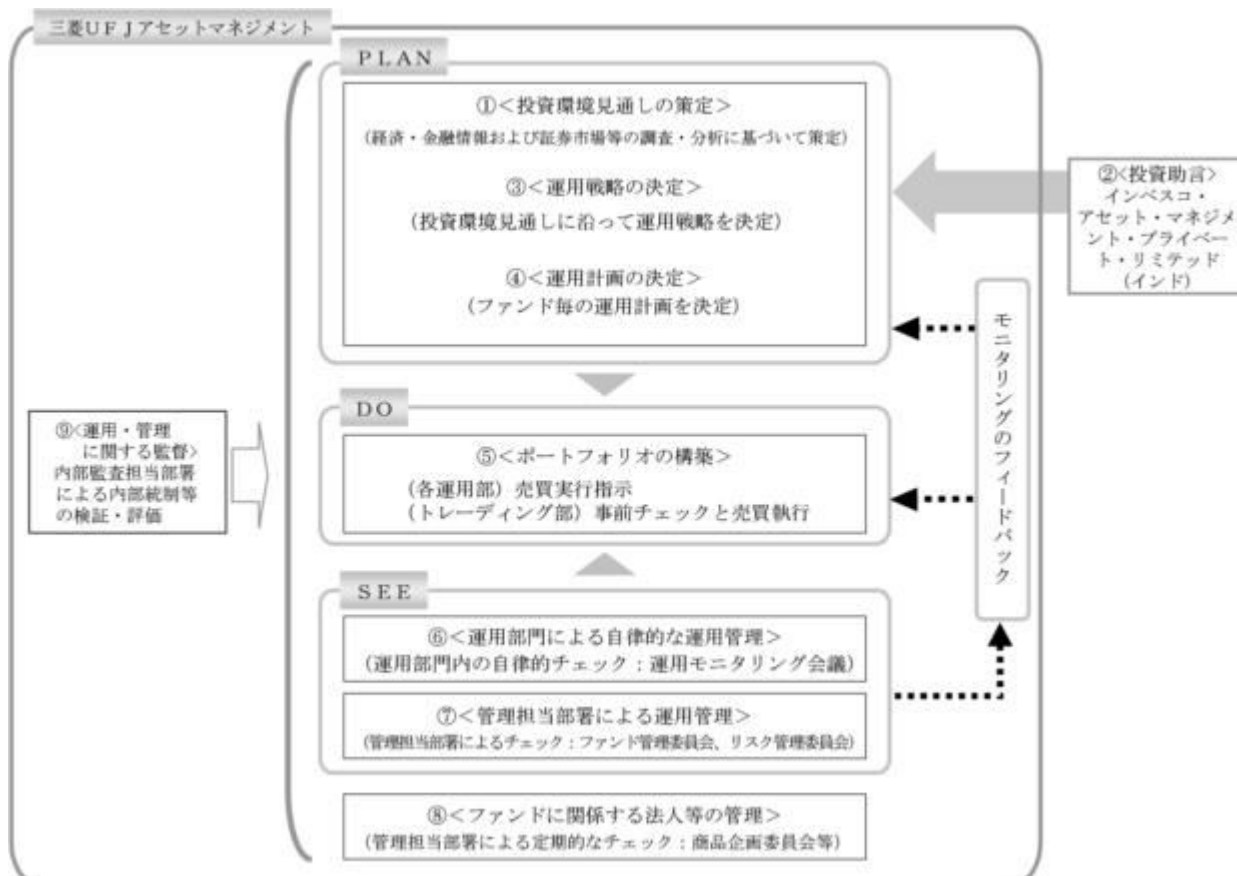 三菱UFJアセットマネジメント
PLAN
①<投資環境見通しの策定>
(経済・金融情報および証券市場等の調査・分析に基づいて策定)
③<運用戦略の決定>
(投資環境見通しに沿って運用戦略を決定)
④<運用計画の決定>
(ファンド毎の運用計画を決定)
②<投資助言>
インベスコ・
アセット・マネジメ
ント・プライベー
ト・リミテッド
(インド)
モニタリングのフィードバック
DO
⑤<ポートフォリオの構築>
(各運用部) 売買実行指示
(トレーディング部) 事前チェックと売買執行
⑨<運用・管理
に関する監督>
内部監査担当部署
による内部統制等
の検証・評価
SEE
⑥<運用部門による自律的な運用管理>
(運用部門内の自律的チェック:運用モニタリング会議)
⑦<管理担当部署による運用管理>
(管理担当部署によるチェック:ファンド管理委員会、リスク管理委員会)
⑧<ファンドに関係する法人等の管理>
(管理担当部署による定期的なチェック:商品企画委員会等)